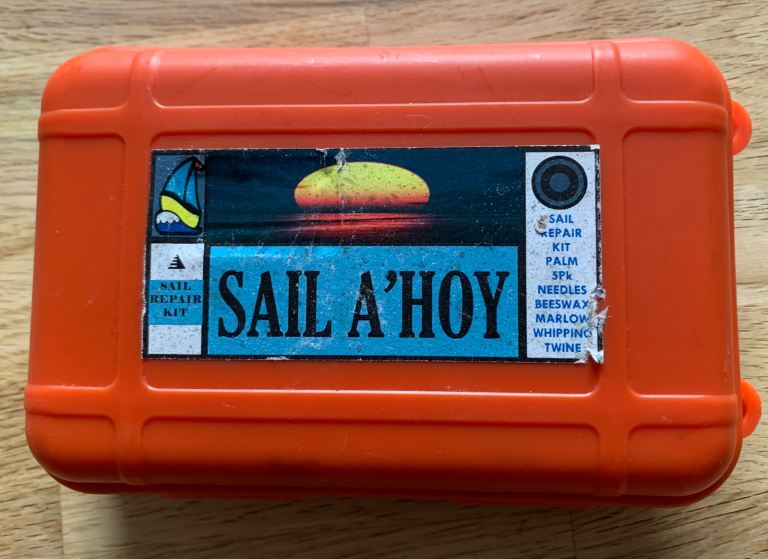 SAIL
REPAIR
KIT
SAIL A'HOY
SAIL
REPAIR
KIT
PALM
5Pk
NEEDLES
BEESWAX
MARLOW
WHIPPING
TWINE